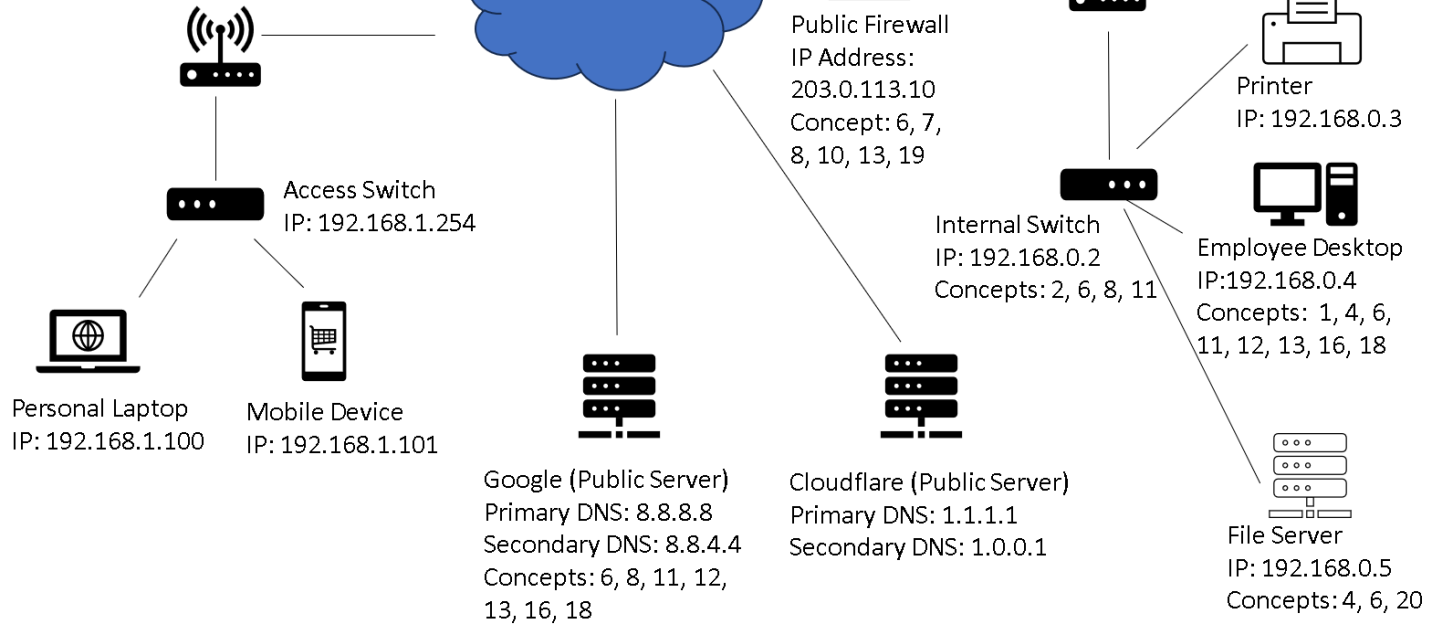 Public Firewall
IP Address:
203.0.113.10
Concept: 6, 7,
8, 10, 13, 19
Printer
IP: 192.168.0.3
Access Switch
IP: 192.168.1.254
Internal Switch
IP: 192.168.0.2
Concepts: 2, 6, 8, 11
Employee Desktop
IP:192.168.0.4
Concepts: 1, 4, 6,
11, 12, 13, 16, 18
Personal Laptop
IP: 192.168.1.100
Mobile Device
IP: 192.168.1.101
Google (Public Server)
Primary DNS: 8.8.8.8
Secondary DNS: 8.8.4.4
Concepts: 6, 8, 11, 12,
13, 16, 18
Cloudflare (Public Server)
Primary DNS: 1.1.1.1
Secondary DNS: 1.0.0.1
File Server
IP: 192.168.0.5
Concepts: 4, 6, 20